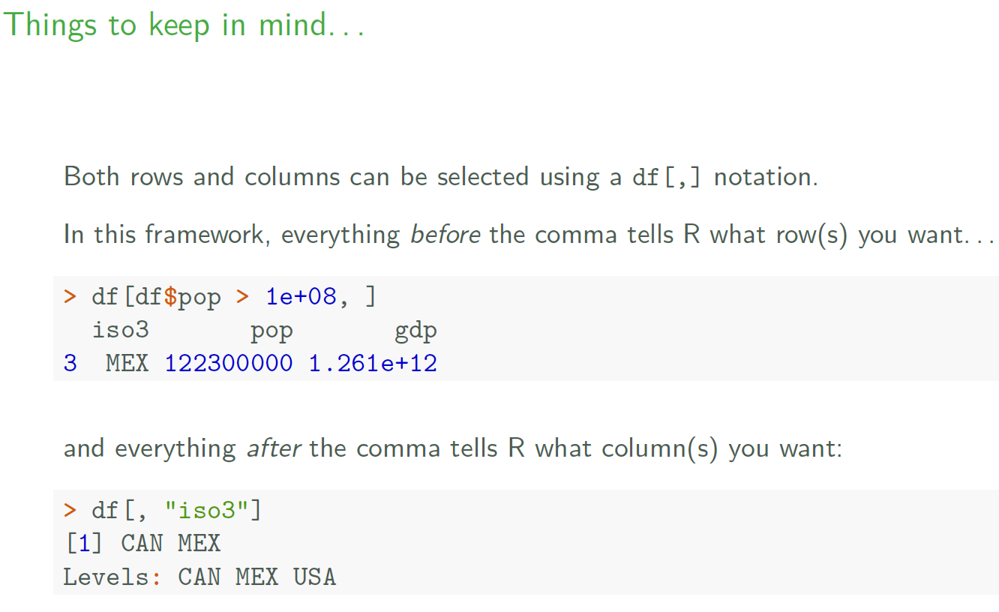 Things to keep in mind...
Both rows and columns can be selected using a df[,] notation.
In this framework, everything before the comma tells R what row(s) you want...
> df[df$pop > 1e+08, ]
  iso3       pop       gdp
3  MEX 122300000 1.261e+12
and everything after the comma tells R what column(s) you want:
> df[, "iso3"]
[1] CAN MEX
Levels: CAN MEX USA